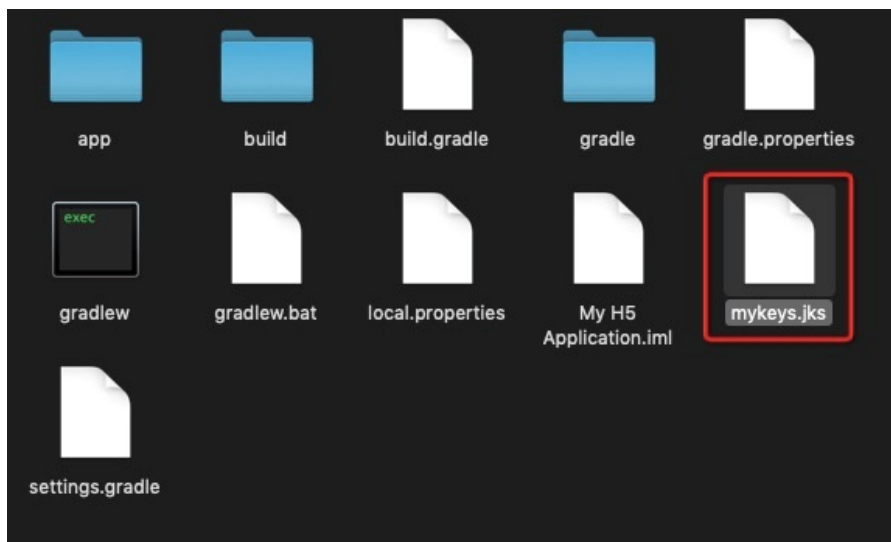 app
build
build.gradle
gradle
gradle.properties
exec
gradlew
gradlew.bat
local.properties
My H5
Application.iml
mykeys.jks
settings.gradle